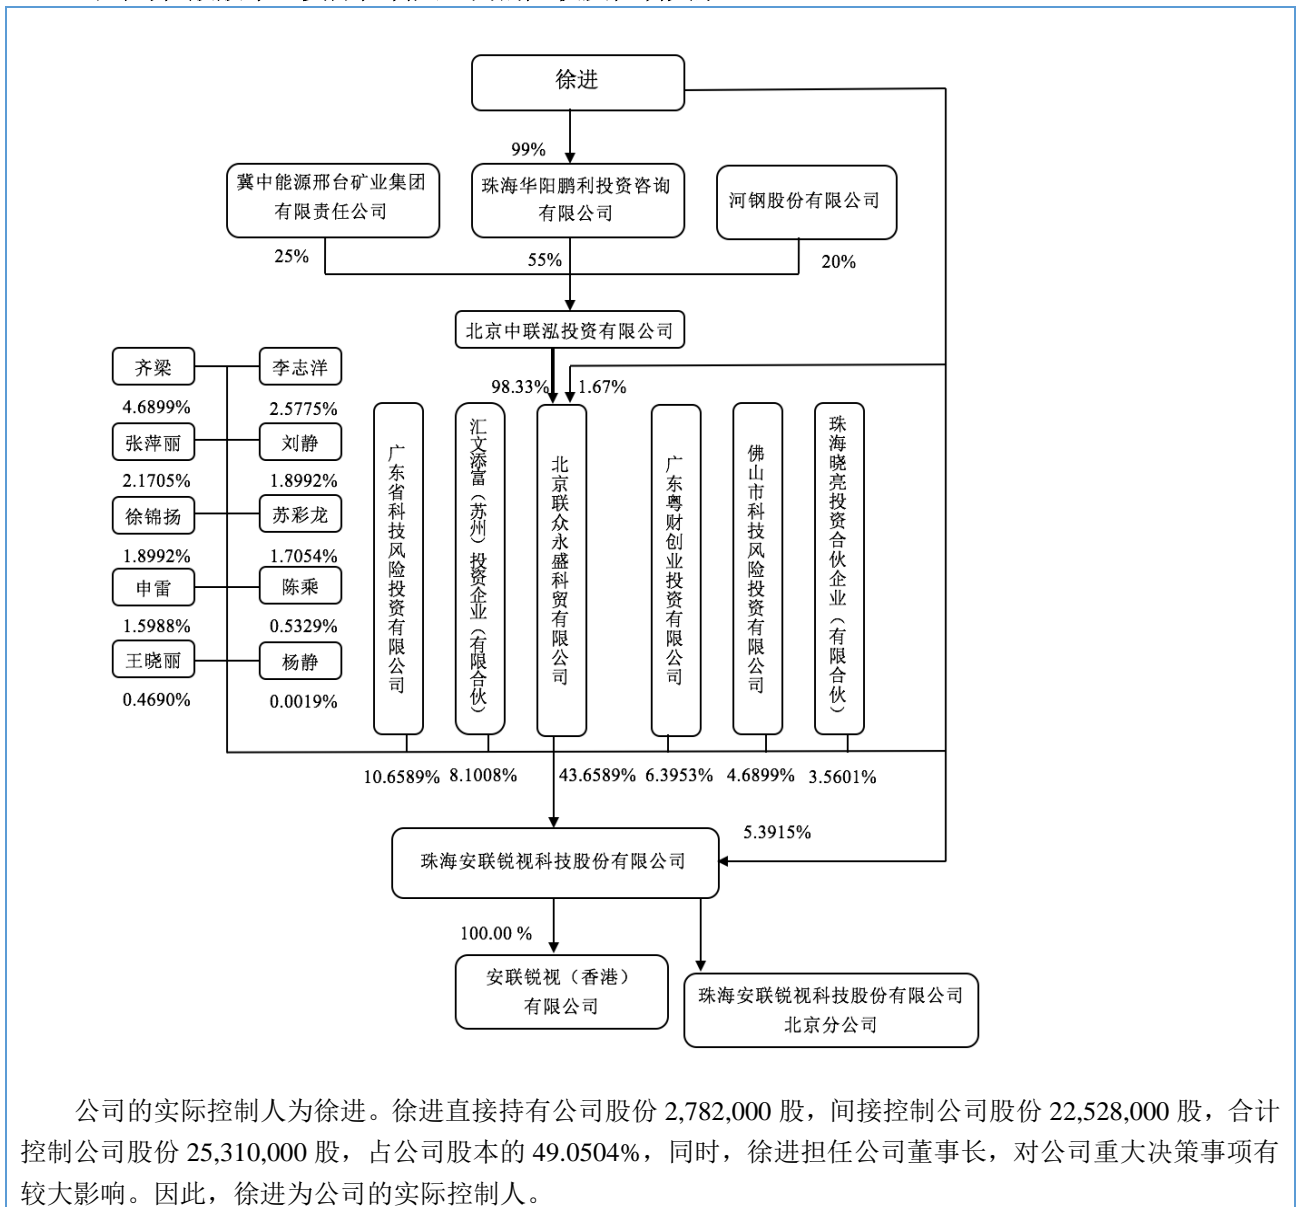 徐进
99%
冀中能源邢台矿业集团
有限责任公司
珠海华阳鹏利投资咨询
有限公司
河钢股份有限公司
25%
55%
20%
北京中联泓投资有限公司
98.33%
1.67%
齐梁
李志洋
4.6899%
2.5775%
张萍丽
刘静
2.1705%
1.8992%
徐锦扬
苏彩龙
1.8992%
1.7054%
申雷
陈乘
1.5988%
0.5329%
王晓丽
杨静
0.4690%
0.0019%
广东省科技风险投资有限公司
汇文添富（苏州）投资企业（有限合伙）
北京联众永盛科贸有限公司
广东粤财创业投资有限公司
佛山市科技风险投资有限公司
珠海晓亮投资合伙企业（有限合伙）
10.6589%
8.1008%
43.6589%
6.3953%
4.6899%
3.5601%
5.3915%
珠海安联锐视科技股份有限公司
100.00 %
安联锐视（香港）
有限公司
珠海安联锐视科技股份有限公司
北京分公司
公司的实际控制人为徐进。徐进直接持有公司股份 2,782,000 股，间接控制公司股份 22,528,000 股，合计
控制公司股份 25,310,000 股，占公司股本的 49.0504%，同时，徐进担任公司董事长，对公司重大决策事项有
较大影响。因此，徐进为公司的实际控制人。